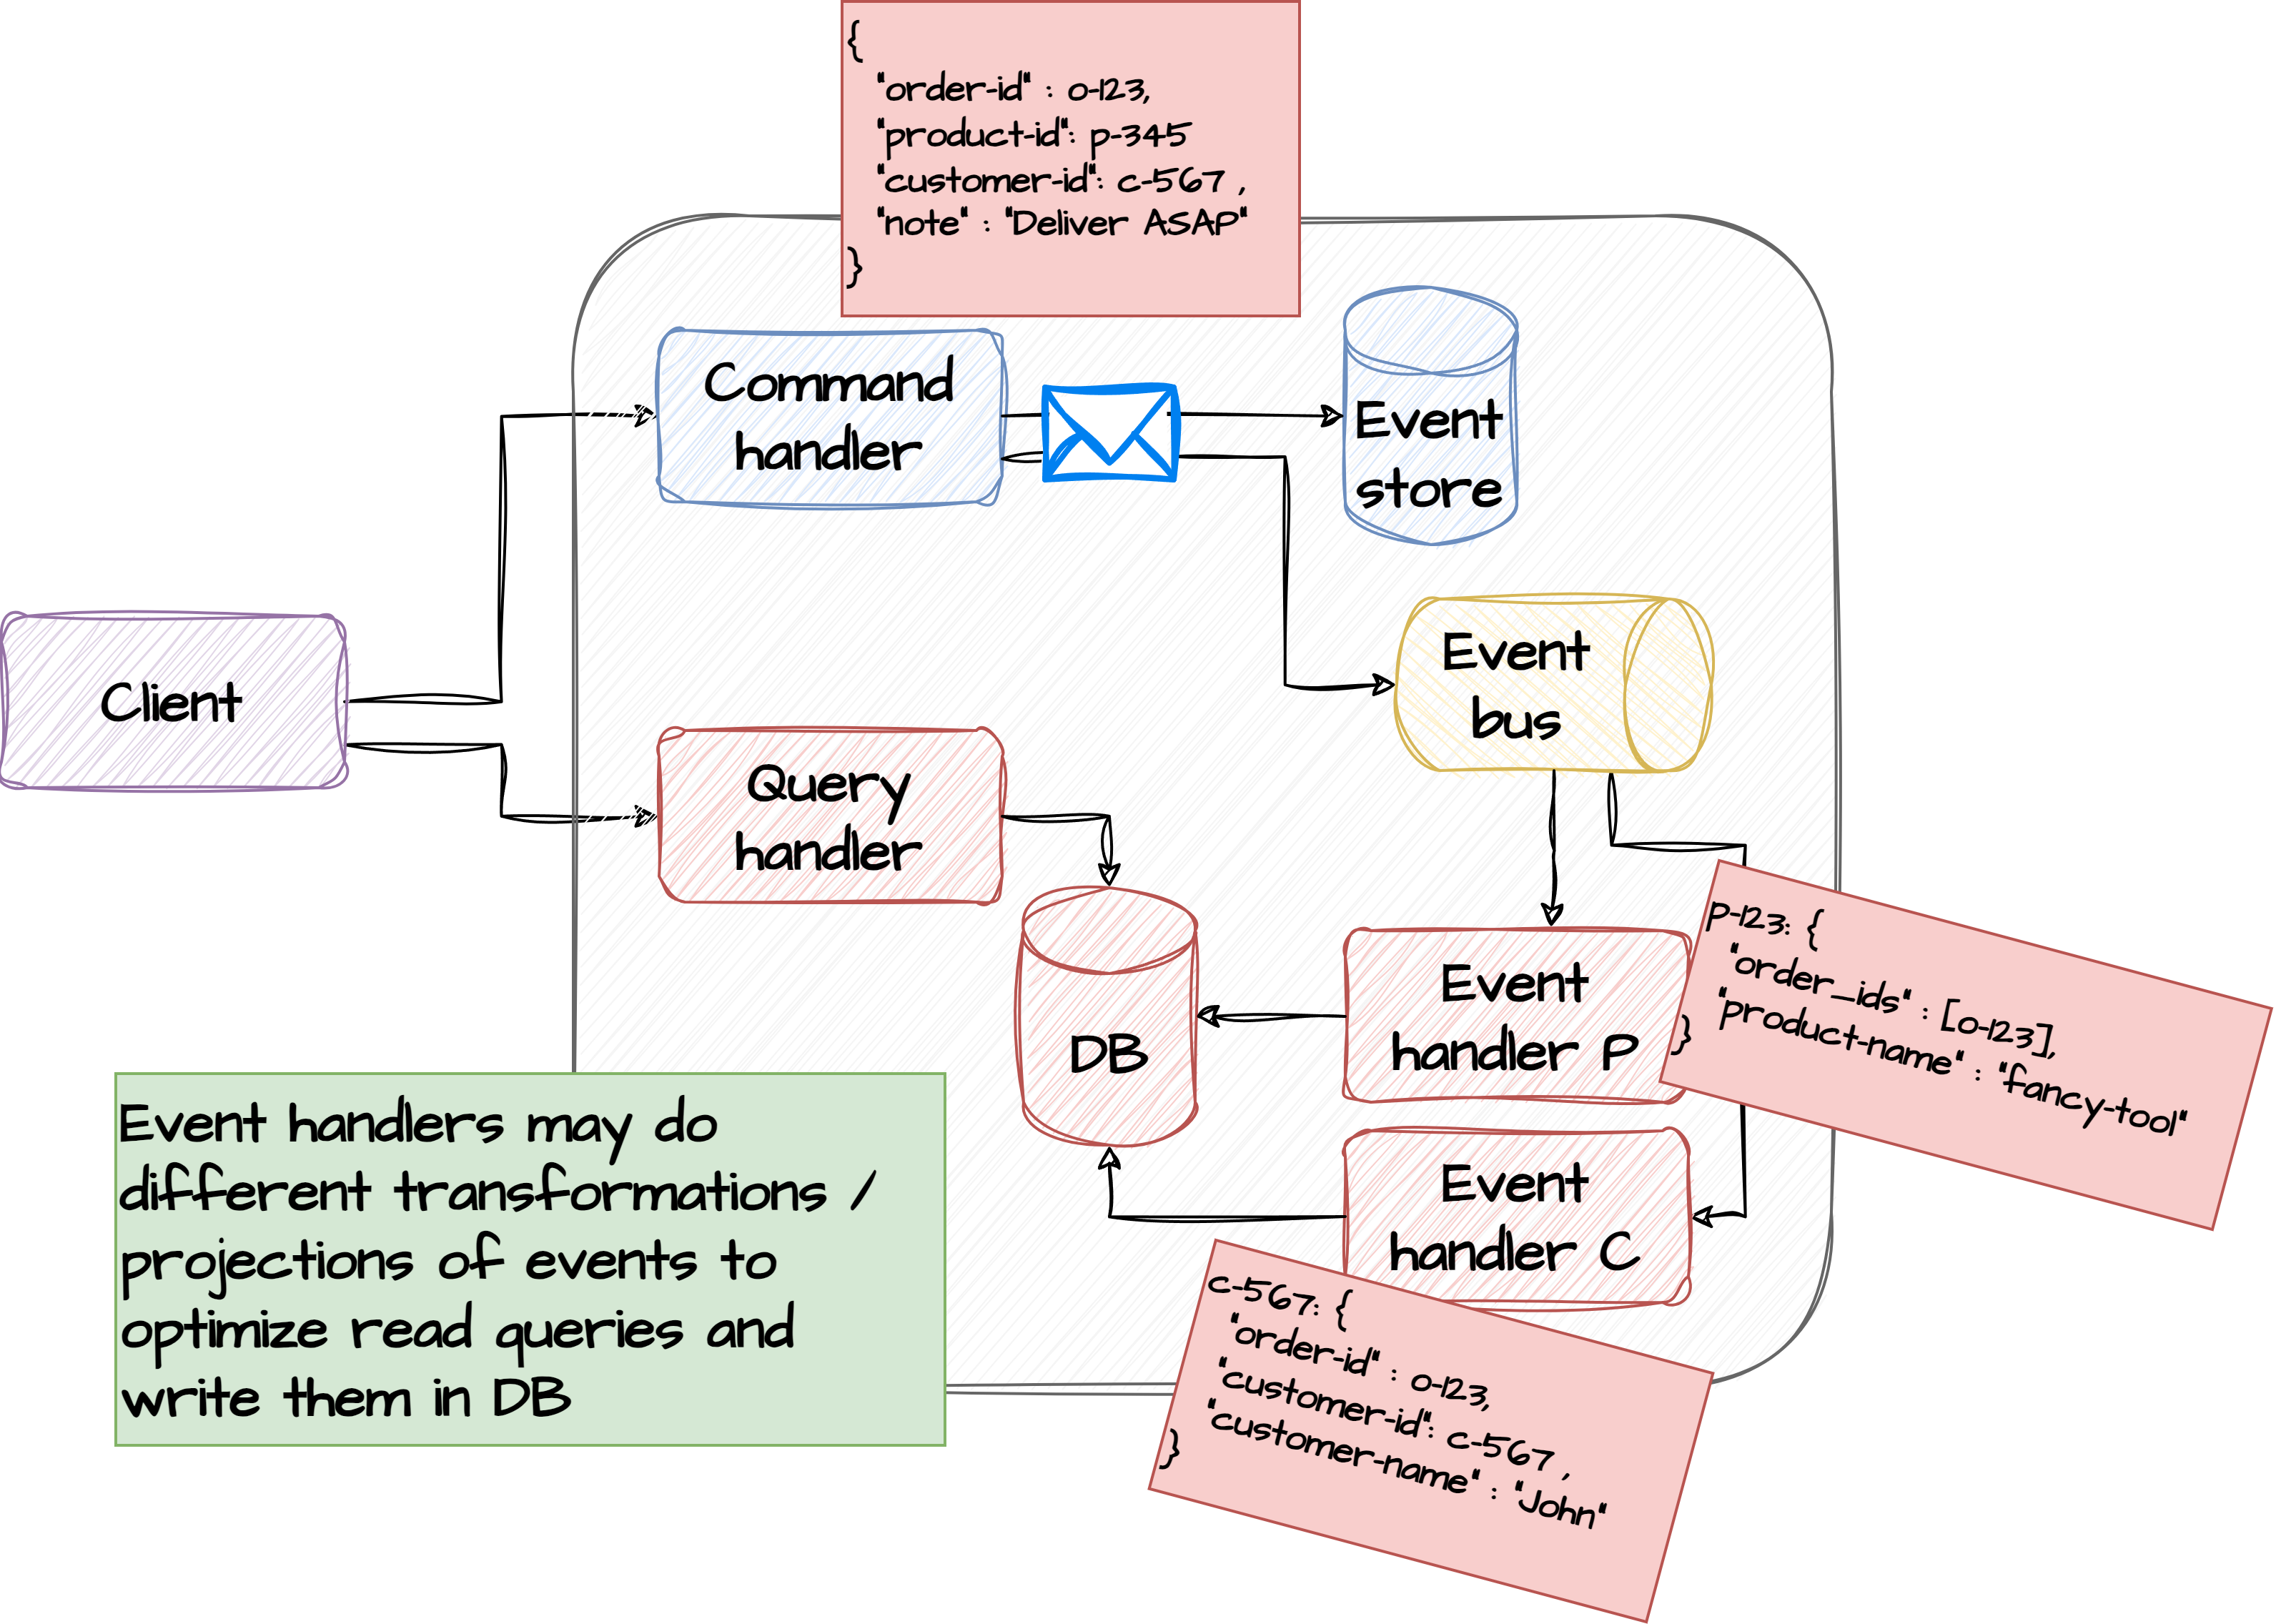 {
"order-id" : o-123,
"product-id": p-345
"customer-id": c-567 ,
"note" : "Deliver ASAP"
}
Command
handler
Event
store
Client
Event
bus
Query
handler
DB
Event
handler P
p-123: {
"order_ids" : [o-123],
"product-name" : "fancy-tool"
}
Event
handler C
c-567: {
"order-id" : o-123,
"customer-id": c-567 ,
"customer-name" : "John"
}
Event handlers may do
different transformations /
projections of events to
optimize read queries and
write them in DB